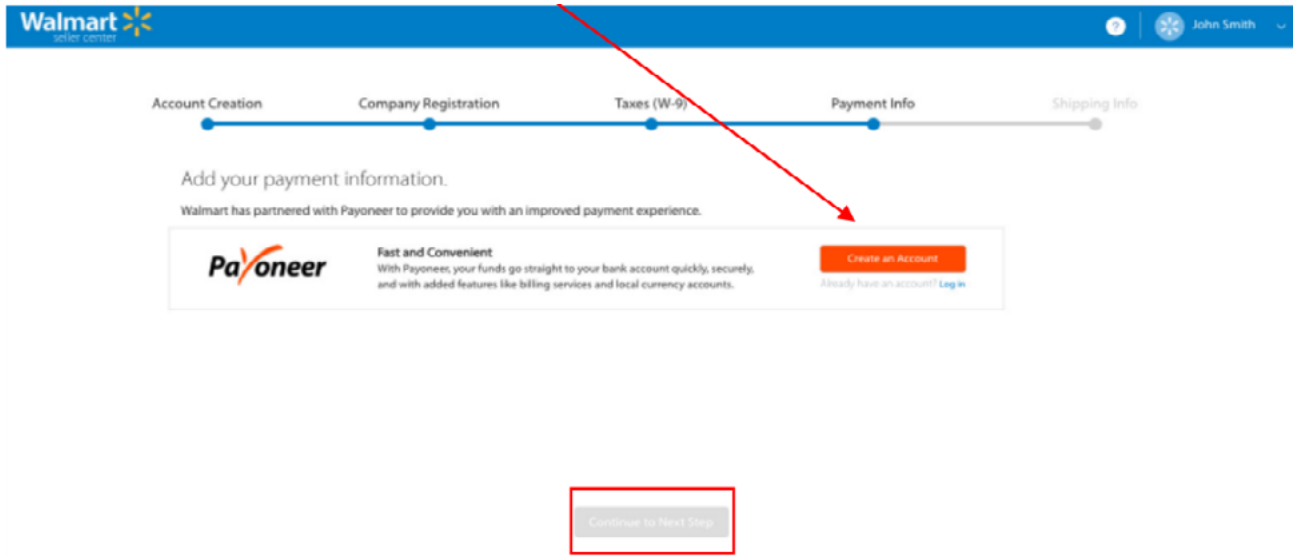 Walmart
seller center
?
John Smith
Account Creation
Company Registration
Taxes (W-9)
Payment Info
Shipping Info
Add your payment information.
Walmart has partnered with Payoneer to provide you with an improved payment experience.
Payoneer
Fast and Convenient
With Payoneer, your funds go straight to your bank account quickly, securely,
and with added features like billing services and local currency accounts.
Create an Account
Already have an account? Log in
Continue to Next Step